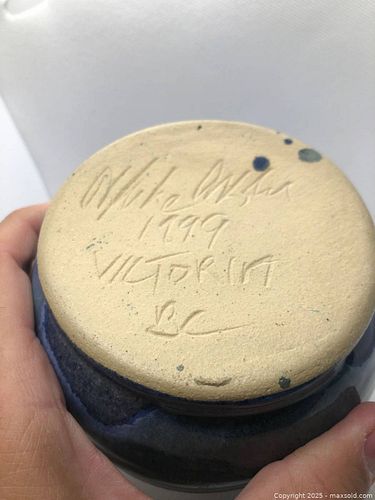 1999
VICTORIA
BC
Copyright 2025 - maxsold.com